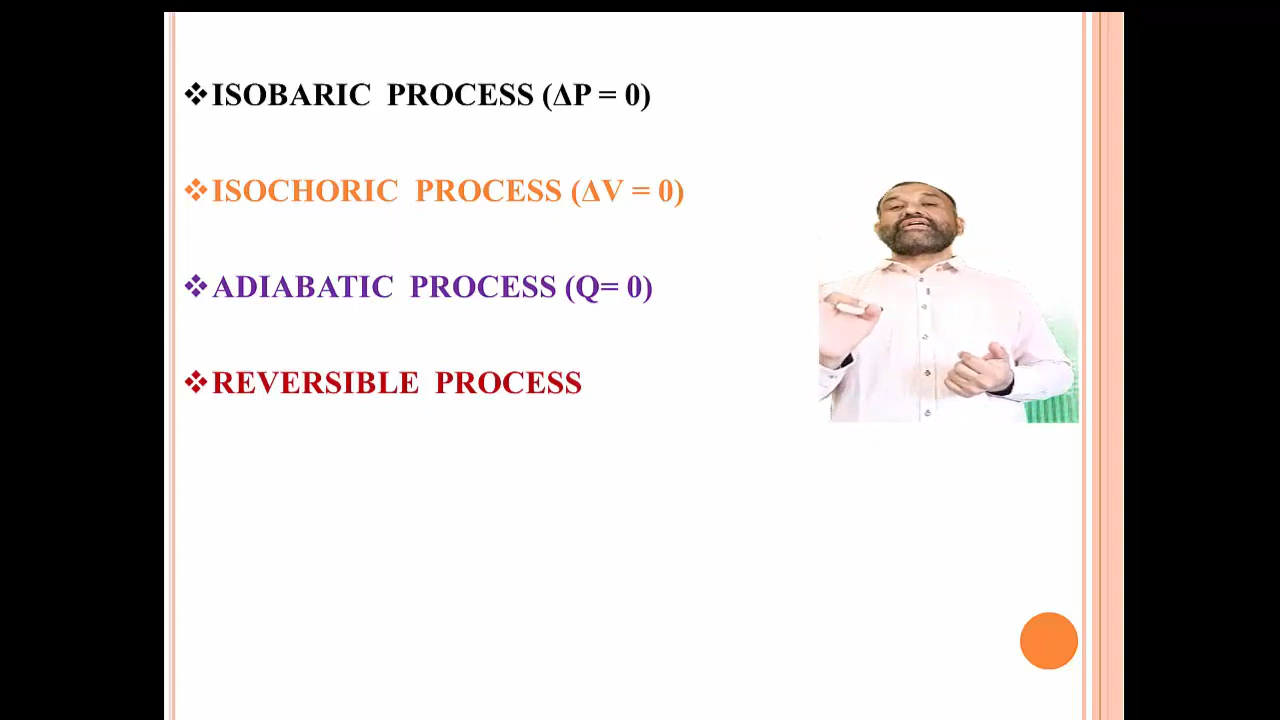 ❖ISOBARIC PROCESS (ΔP = 0)
❖ISOCHORIC PROCESS (ΔV = 0)
❖ADIABATIC PROCESS (Q= 0)
❖REVERSIBLE PROCESS